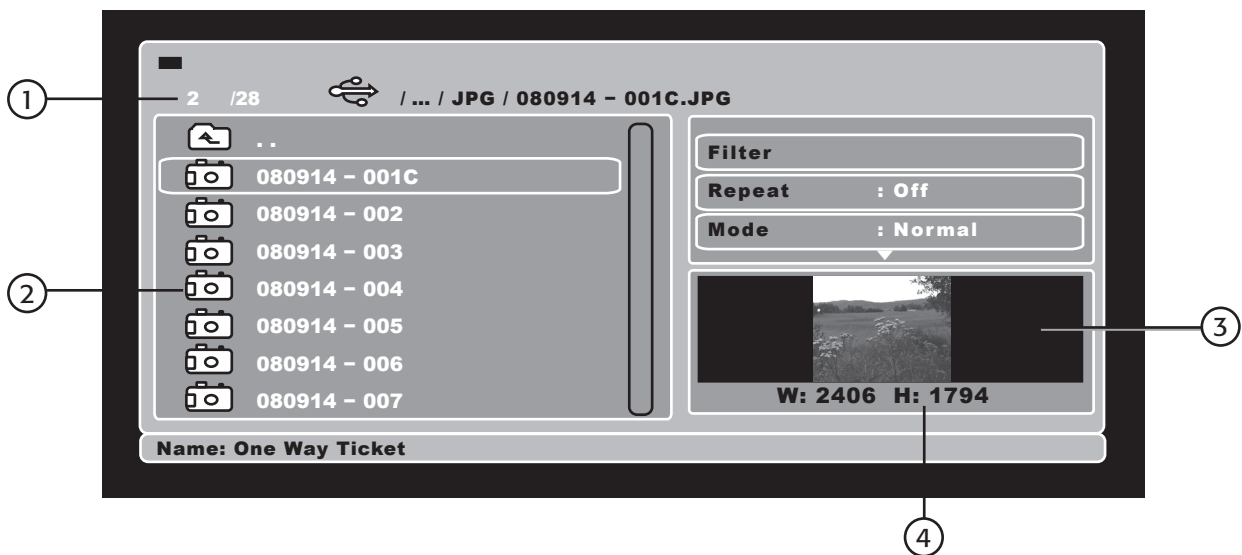 2 /28 / ... / JPG / 080914 – 001C.JPG
1
. .
080914 – 001C
080914 – 002
080914 – 003
080914 – 004
080914 – 005
080914 – 006
080914 – 007
2
Filter
Repeat : Off
Mode : Normal
3
W: 2406 H: 1794
Name: One Way Ticket
4